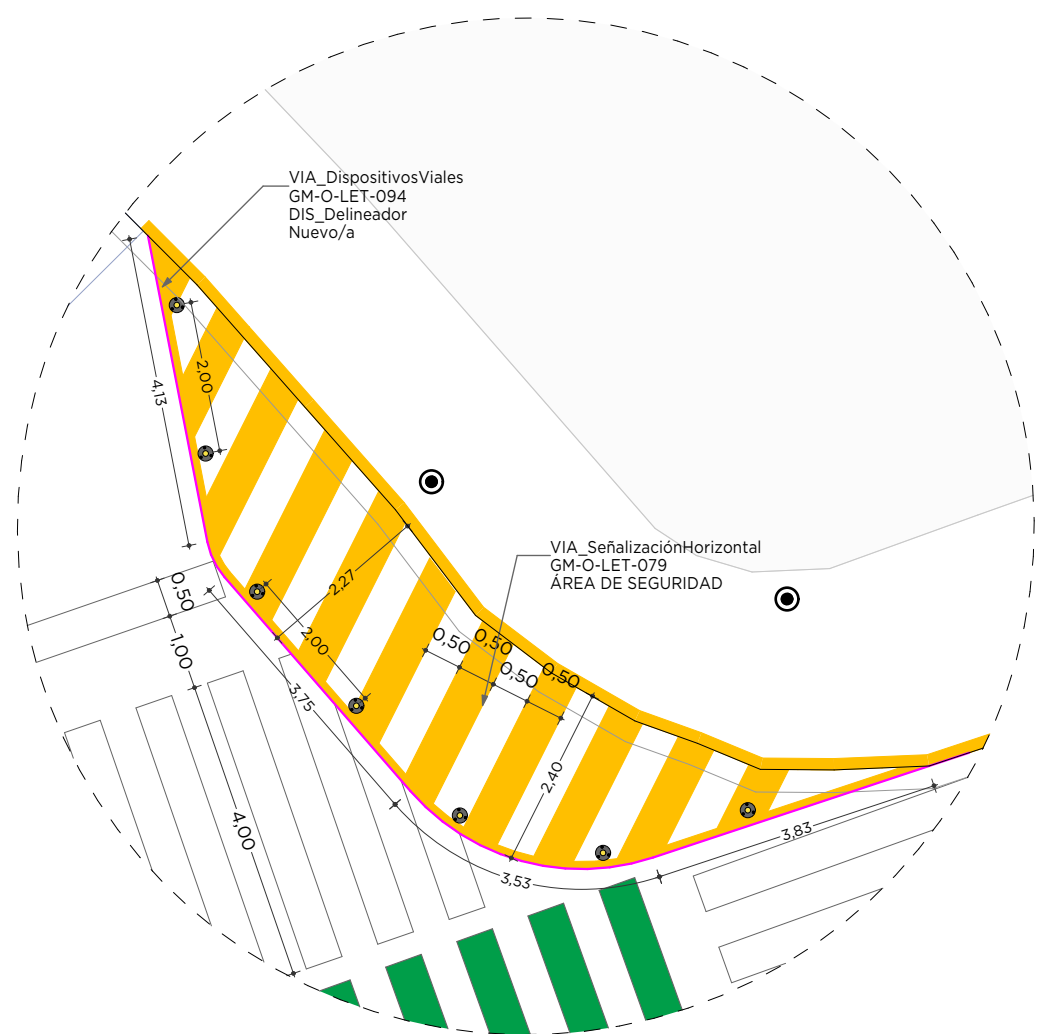 VIA_DispositivosViales
GM-O-LET-094
DIS_Delineador
Nuevo/a
2,00
4,13
VIA_SeñalizaciónHorizontal
GM-O-LET-079
ÁREA DE SEGURIDAD
2,27
0,50
2,00
0,50
0,50
0,50
0,50
1,00
3,75
2,40
4,00
3,83
3,53